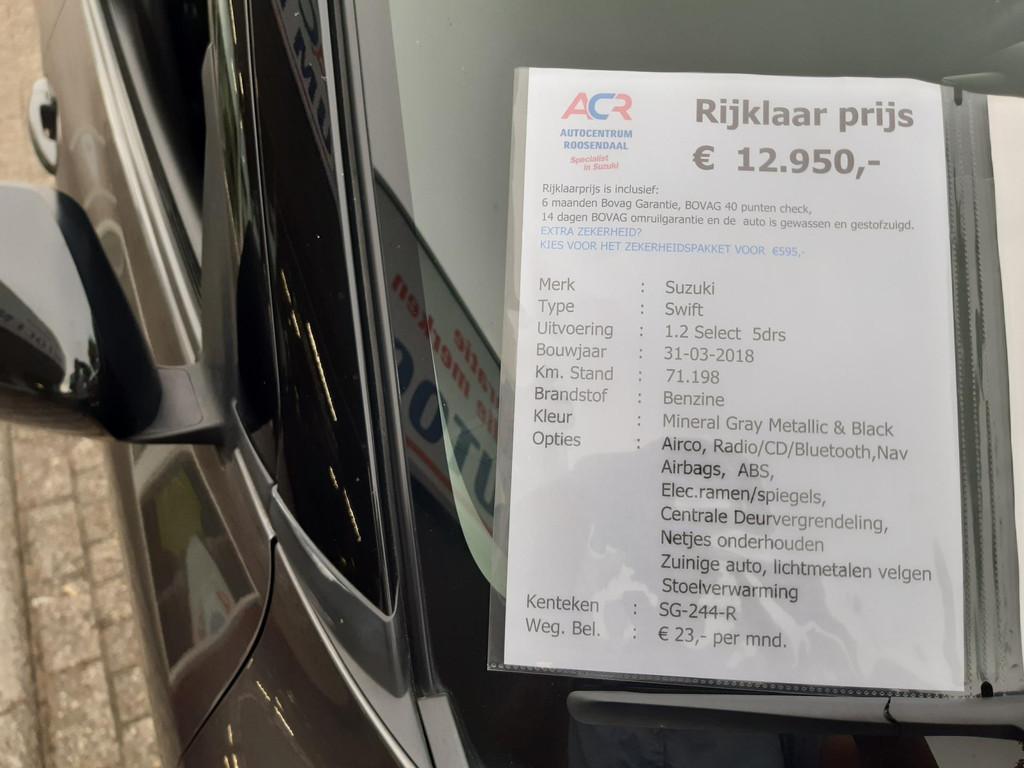 ACR
AUTOCENTRUM
ROOSENDAAL
Specialist
in Suzuki
Rijklaar prijs
€ 12.950,-
Rijklaarprijs is inclusief:
6 maanden Bovag Garantie, BOVAG 40 punten check,
14 dagen BOVAG omruilgarantie en de auto is gewassen en gestofzuigd.
EXTRA ZEKERHEID?
KIES VOOR HET ZEKERHEIDSPAKKET VOOR €595,-
Merk : Suzuki
Type : Swift
Uitvoering : 1.2 Select 5drs
Bouwjaar : 31-03-2018
Km. Stand : 71.198
Brandstof : Benzine
Kleur : Mineral Gray Metallic & Black
Opties : Airco, Radio/CD/Bluetooth,Nav
Airbags, ABS,
Elec.ramen/spiegels,
Centrale Deurvergrendeling,
Netjes onderhouden
Zuinige auto, lichtmetalen velgen
Stoelverwarming
Kenteken : SG-244-R
Weg. Bel. : € 23,- per mnd.